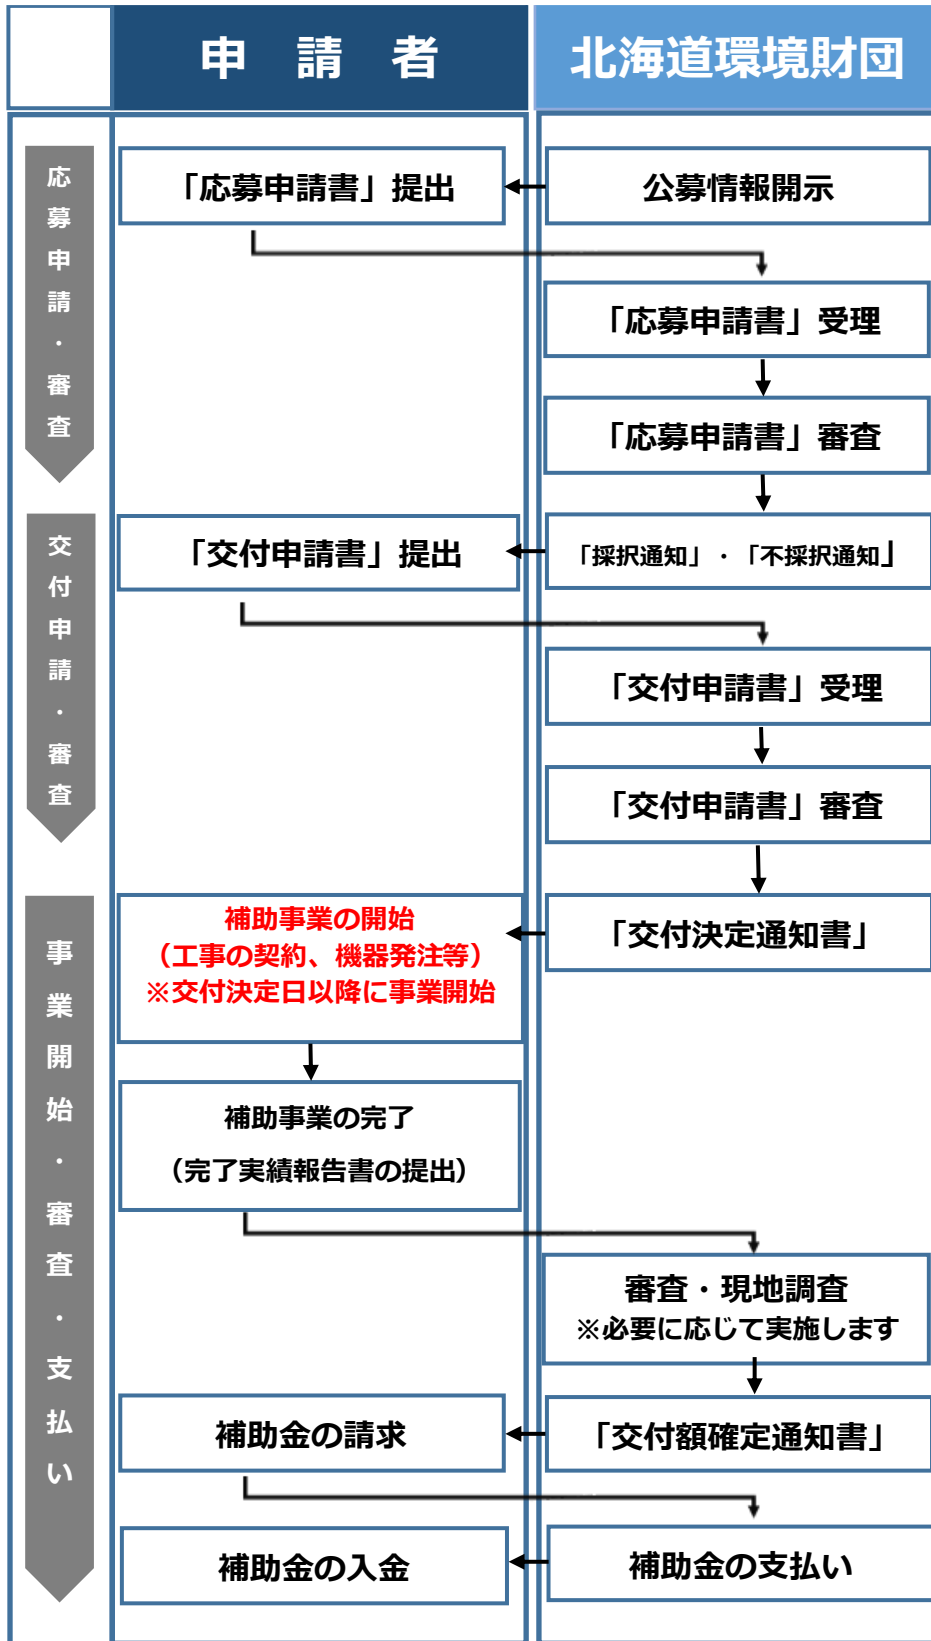 申 請 者
北海道環境財団
応募申請・審査
「応募申請書」提出
公募情報開示
「応募申請書」受理
「応募申請書」審査
交付申請・審査
「交付申請書」提出
「採択通知」・「不採択通知」
「交付申請書」受理
「交付申請書」審査
事業開始・審査・支払い
補助事業の開始
（工事の契約、機器発注等）
※交付決定日以降に事業開始
「交付決定通知書」
補助事業の完了
（完了実績報告書の提出）
審査・現地調査
※必要に応じて実施します
補助金の請求
「交付額確定通知書」
補助金の入金
補助金の支払い